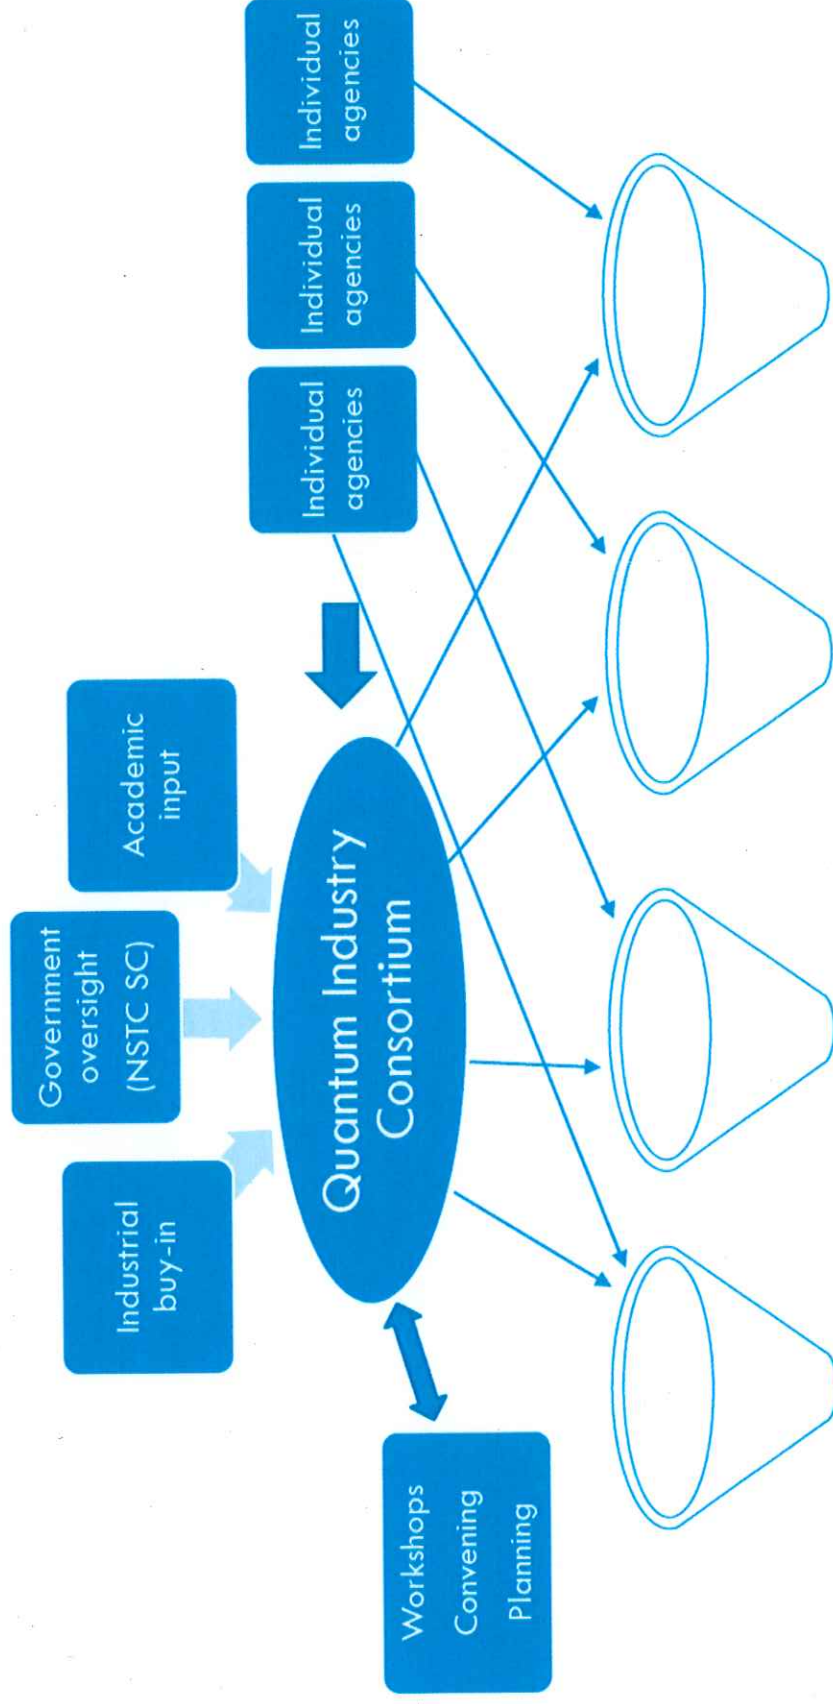 Industrial
buy-in
Government
oversight
(NSTC SC)
Academic
input
Quantum Industry
Consortium
Workshops
Convening
Planning
Individual
agencies
Individual
agencies
Individual
agencies